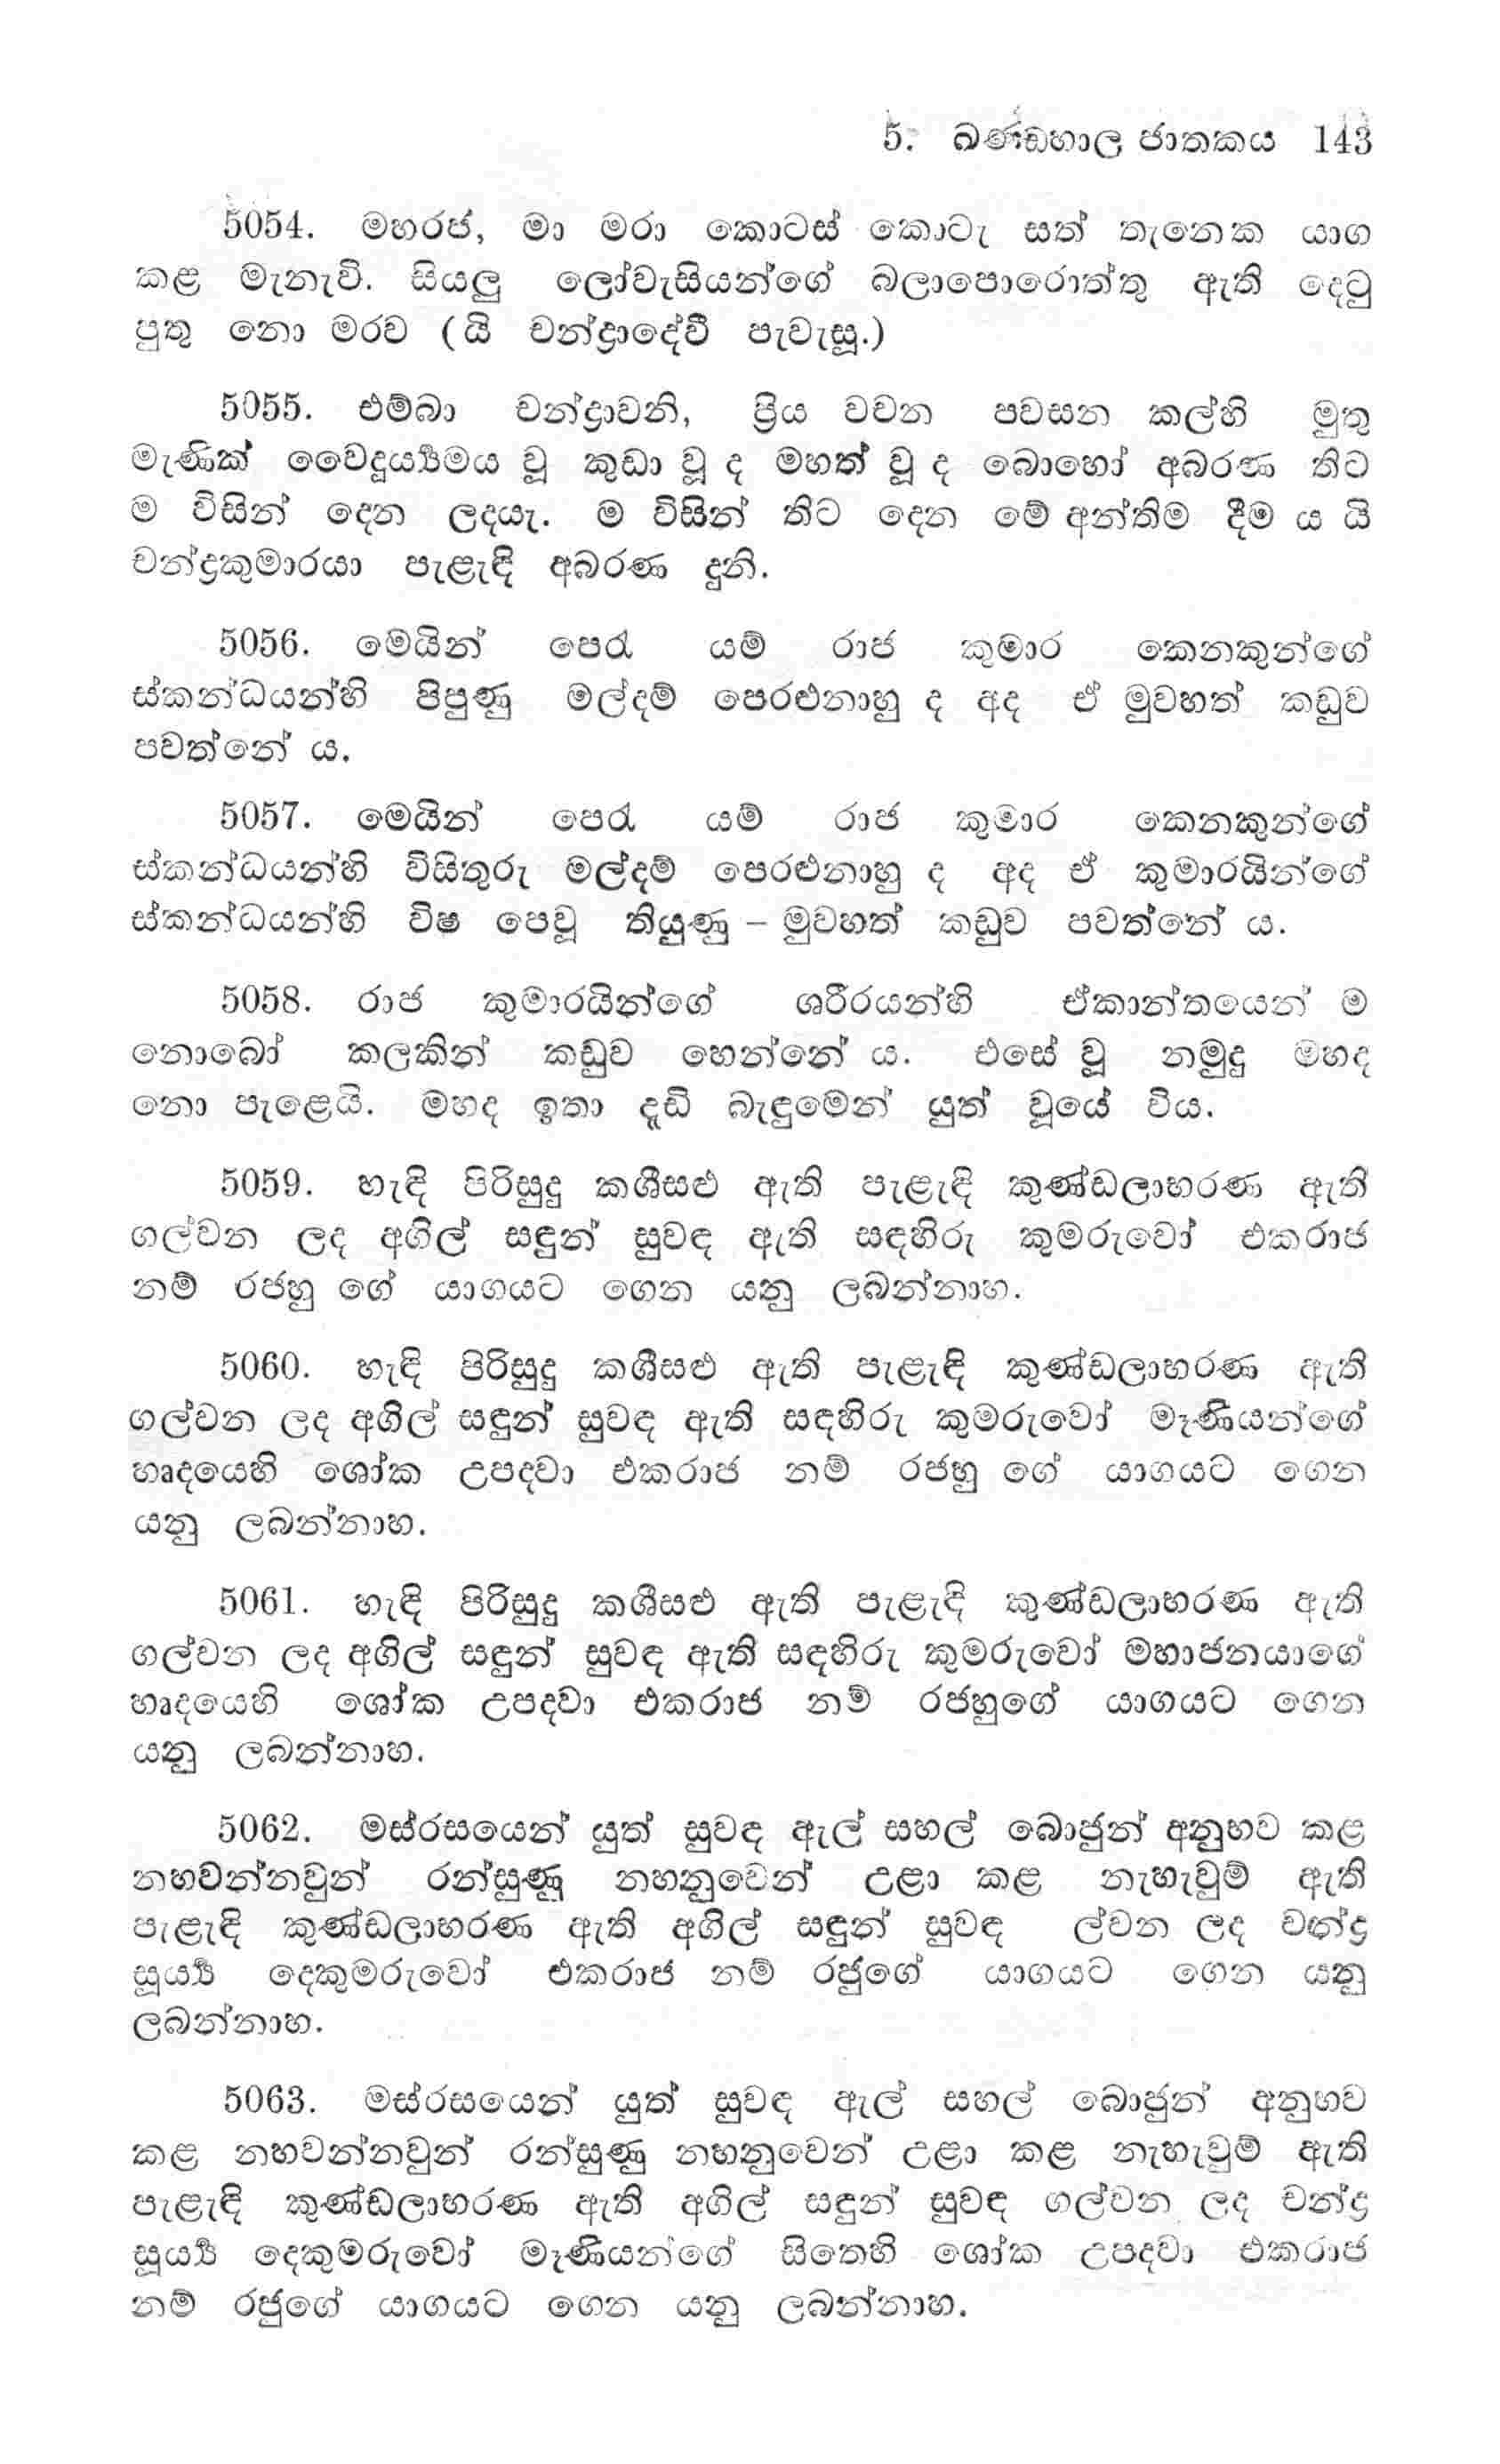 5. ඛණ්ඩහාල ජාතකය 143
5054. මහරජ, මා මරා කොටස් කොටැ සත් තැනෙක යාග
කළ මැනැවි. සියලු ලෝවැසියන්ගේ බලාපොරොත්තු ඇති දෙටු
පුතු නො මරව (යි චන්ද්‍රාදේවී පැවැසූ.)
5055. එම්බා චන්ද්‍රාවනි, ප්‍රිය වචන පවසන කල්හි මුතු
මැණික් වෛදූර්‍ය්‍යමය වූ කුඩා වූ ද මහත් වූ ද බොහෝ අබරණ තිට
ම විසින් දෙන ලදයැ. ම විසින් තිට දෙන මේ අන්තිම දීම ය යි
චන්ද්‍රකුමාරයා පැළැඳි අබරණ දුනි.
5056. මෙයින් පෙරැ යම් රාජ කුමාර කෙනකුන්ගේ
ස්කන්ධයන්හි පිපුණු මල්දම් පෙරළුනාහු ද අද ඒ මුවහත් කඩුව
පවත්නේ ය.
5057. මෙයින් පෙරැ යම් රාජ කුමාර කෙනකුන්ගේ
ස්කන්ධයන්හි විසිතුරු මල්දම් පෙරළුනාහු ද අද ඒ කුමාරයින්ගේ
ස්කන්ධයන්හි විෂ පෙවූ තියුණු – මුවහත් කඩුව පවත්නේ ය.
5058. රාජ කුමාරයින්ගේ ශරීරයන්හි ඒකාන්තයෙන් ම
නොබෝ කලකින් කඩුව හෙන්නේ ය. එසේ වූ නමුදු මහද
නො පැළෙයි. මහද ඉතා දැඩි බැඳුමෙන් යුත් වූයේ විය.
5059. හැඳි පිරිසුදු කශීසළු ඇති පැළැඳි කුණ්ඩලාභරණ ඇති
ගල්වන ලද අගිල් සඳුන් සුවඳ ඇති සඳහිරු කුමරුවෝ එකරාජ
නම් රජහු ගේ යාගයට ගෙන යනු ලබන්නාහ.
5060. හැඳි පිරිසුදු කශීසළු ඇති පැළැඳි කුණ්ඩලාභරණ ඇති
ගල්වන ලද අගිල් සඳුන් සුවඳ ඇති සඳහිරු කුමරුවෝ මෑණියන්ගේ
හෘදයෙහි ශෝක උපදවා එකරාජ නම් රජහු ගේ යාගයට ගෙන
යනු ලබන්නාහ.
5061. හැඳි පිරිසුදු කශීසළු ඇති පැළැඳි කුණ්ඩලාභරණ ඇති
ගල්වන ලද අගිල් සඳුන් සුවඳ ඇති සඳහිරු කුමරුවෝ මහාජනයාගේ
හෘදයෙහි ශෝක උපදවා එකරාජ නම් රජහුගේ යාගයට ගෙන
යනු ලබන්නාහ.
5062. මස්රසයෙන් යුත් සුවඳ ඇල් සහල් බොජුන් අනුභව කළ
නහවන්නවුන් රන්සුණු නහනුවෙන් උළා කළ නැහැවුම් ඇති
පැළැඳි කුණ්ඩලාභරණ ඇති අගිල් සඳුන් සුවඳ ල්වන ලද චන්ද්‍ර
සූර්‍ය්‍ය දෙකුමරුවෝ එකරාජ නම් රජුගේ යාගයට ගෙන යනු
ලබන්නාහ.
5063. මස්රසයෙන් යුත් සුවඳ ඇල් සහල් බොජුන් අනුභව
කළ නහවන්නවුන් රන්සුණු නහනුවෙන් උළා කළ නැහැවුම් ඇති
පැළැඳි කුණ්ඩලාභරණ ඇති අගිල් සඳුන් සුවඳ ගල්වන ලද චන්ද්‍ර
සූර්‍ය්‍ය දෙකුමරුවෝ මෑණියන්ගේ සිතෙහි ශෝක උපදවා එකරාජ
නම් රජුගේ යාගයට ගෙන යනු ලබන්නාහ.